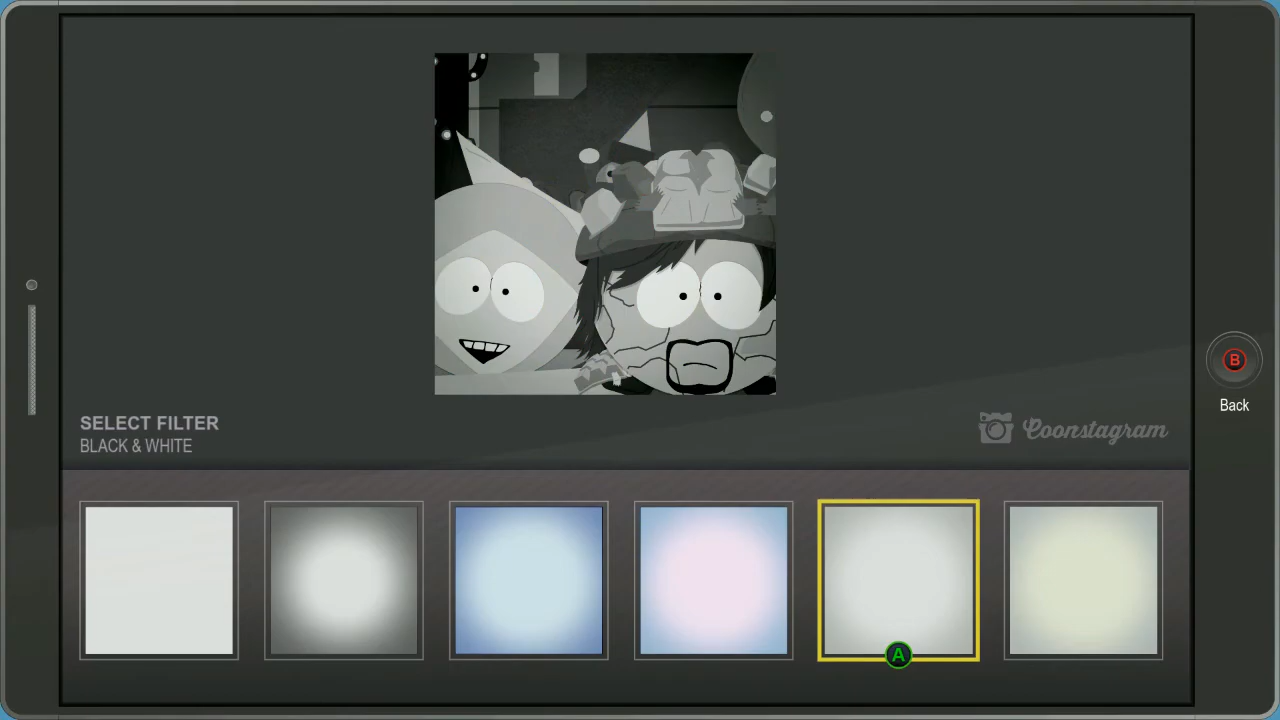 SELECT FILTER
BLACK & WHITE
Coonstagram
B
Back
A